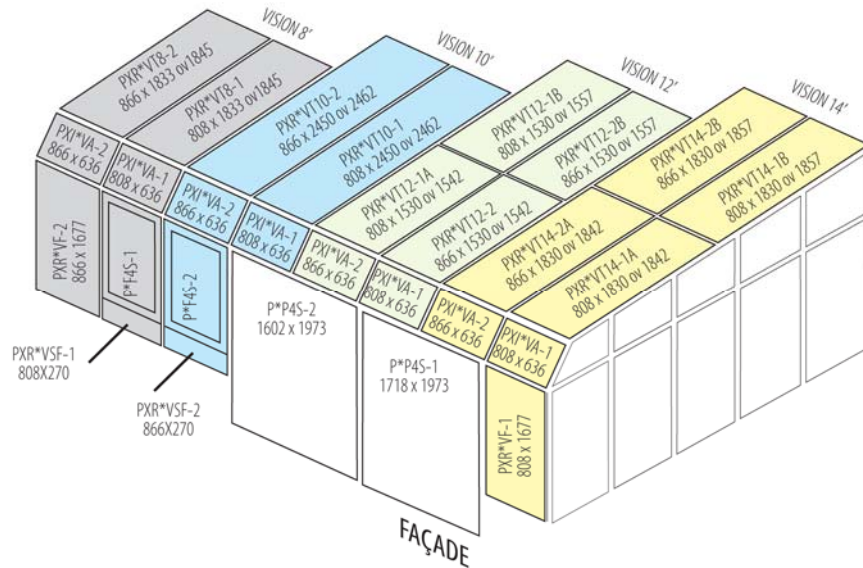 VISION 8'
VISION 10'
VISION 12'
VISION 14'
PXR*VT8-2
866 x 1833 ov1845
PXR*VT8-1
808 x 1833 ov1845
PXR*VT10-2
866 x 2450 ov 2462
PXR*VT10-1
808 x 2450 ov 2462
PXR*VT12-1B
808 x 1530 ov 1557
PXR*VT12-2B
866 x 1530 ov 1557
PXR*VT12-1A
808 x 1530 ov 1542
PXR*VT12-2
866 x 1530 ov 1542
PXR*VT14-2B
866 x 1830 ov 1857
PXR*VT14-1B
808 x 1830 ov 1857
PXR*VT14-2A
866 x 1830 ov 1842
PXR*VT14-1A
808 x 1830 ov 1842
PXI*VA-2
866 x 636
PXI*VA-1
808 x 636
PXI*VA-2
866 x 636
PXI*VA-1
808 x 636
PXI*VA-2
866 x 636
PXI*VA-1
808 x 636
PXI*VA-2
866 x 636
PXI*VA-1
808 x 636
PXR*VF-2
866 x 1677
P*F4S-1
P*F4S-2
P*P4S-2
1602 x 1973
P*P4S-1
1718 x 1973
PXR*VF-1
808 x 1677
PXR*VSF-1
808X270
PXR*VSF-2
866X270
FAÇADE